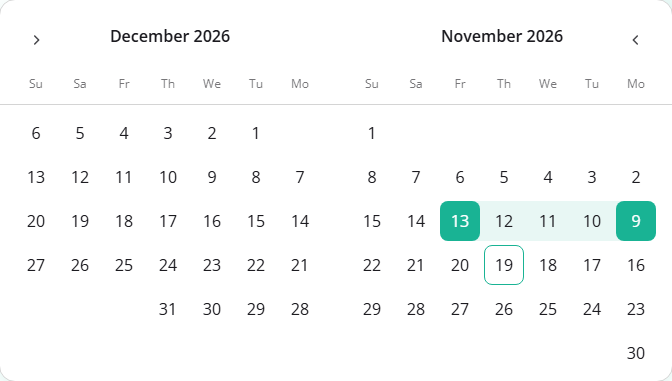 December 2026
Su Sa Fr Th We Tu Mo
6 5 4 3 2 1
13 12 11 10 9 8 7
20 19 18 17 16 15 14
27 26 25 24 23 22 21
31 30 29 28
November 2026
Su Sa Fr Th We Tu Mo
1
8 7 6 5 4 3 2
15 14 13 12 11 10 9
22 21 20 19 18 17 16
29 28 27 26 25 24 23
30